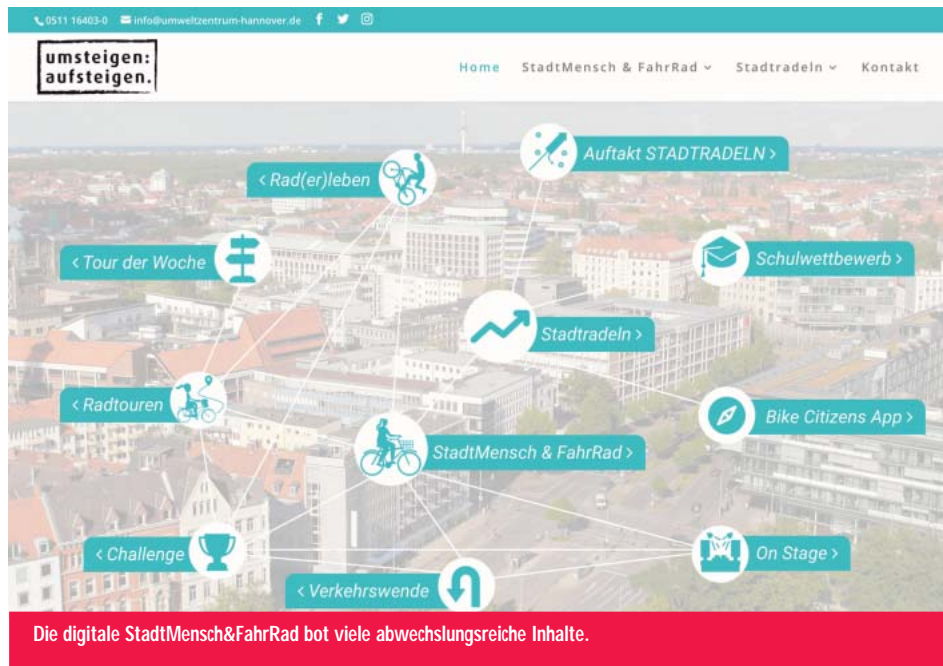 0511 16403-0 info@umweltzentrum-hannover.de
umsteigen:
aufsteigen.
Home StadtMensch & FahrRad Stadtradeln Kontakt
Auftakt STADTRADELN >
< Rad(er)leben
< Tour der Woche
Schulwettbewerb >
Stadtradeln >
< Radtouren
Bike Citizens App >
StadtMensch & FahrRad >
< Challenge
On Stage >
< Verkehrswende
Die digitale StadtMensch&FahrRad bot viele abwechslungsreiche Inhalte.